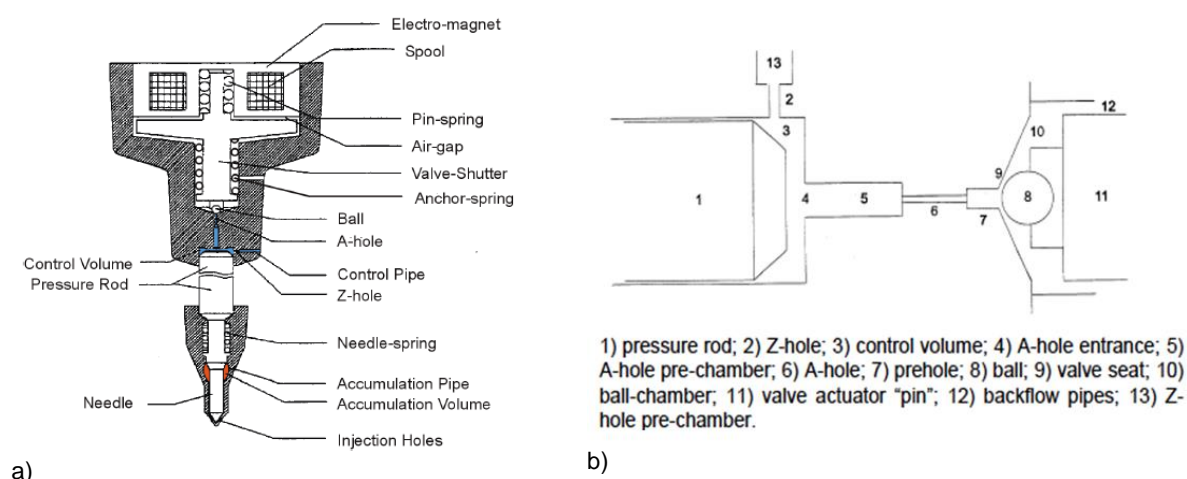 Electro-magnet
Spool
Pin-spring
Air-gap
Valve-Shutter
Anchor-spring
Ball
A-hole
Control Volume
Control Pipe
Pressure Rod
Z-hole
Needle-spring
Accumulation Pipe
Needle
Accumulation Volume
Injection Holes
a)
13
2
12
3
10
9
1
4
5
8
11
6
7
1) pressure rod; 2) Z-hole; 3) control volume; 4) A-hole entrance; 5)
A-hole pre-chamber; 6) A-hole; 7) prehole; 8) ball; 9) valve seat; 10)
ball-chamber; 11) valve actuator “pin”; 12) backflow pipes; 13) Z-
hole pre-chamber.
b)